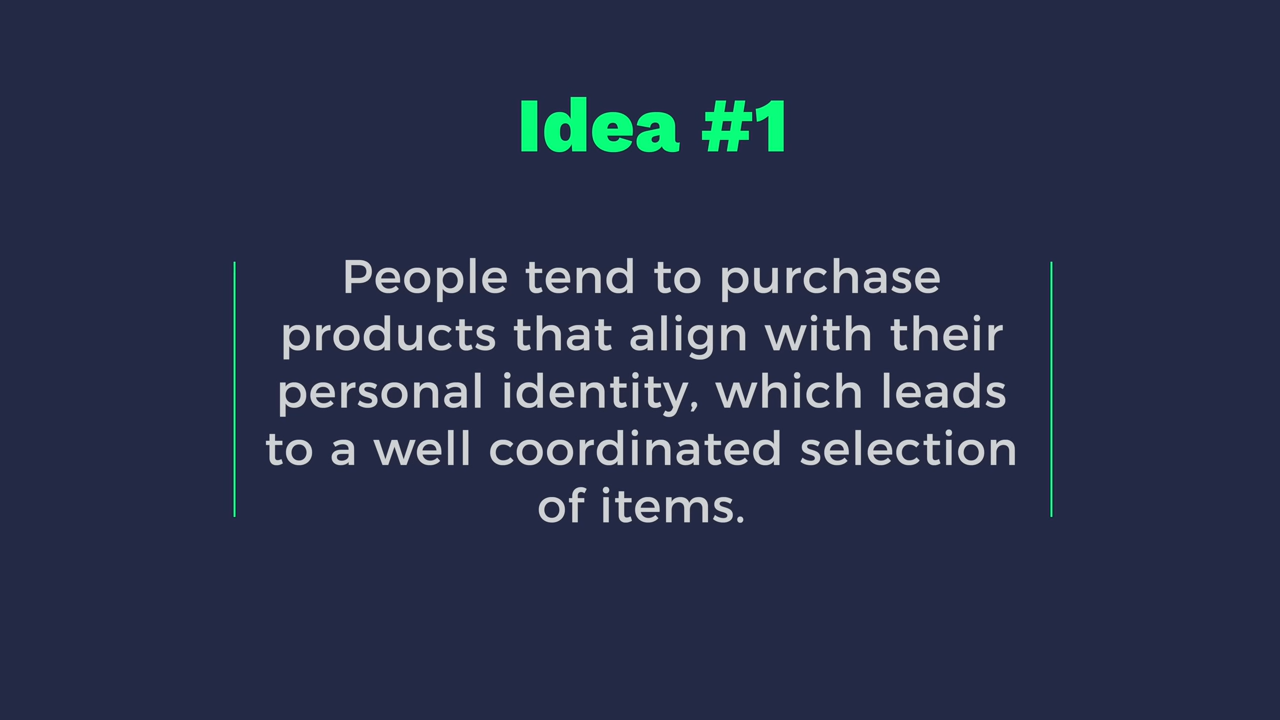 Idea #1
People tend to purchase
products that align with their
personal identity, which leads
to a well coordinated selection
of items.